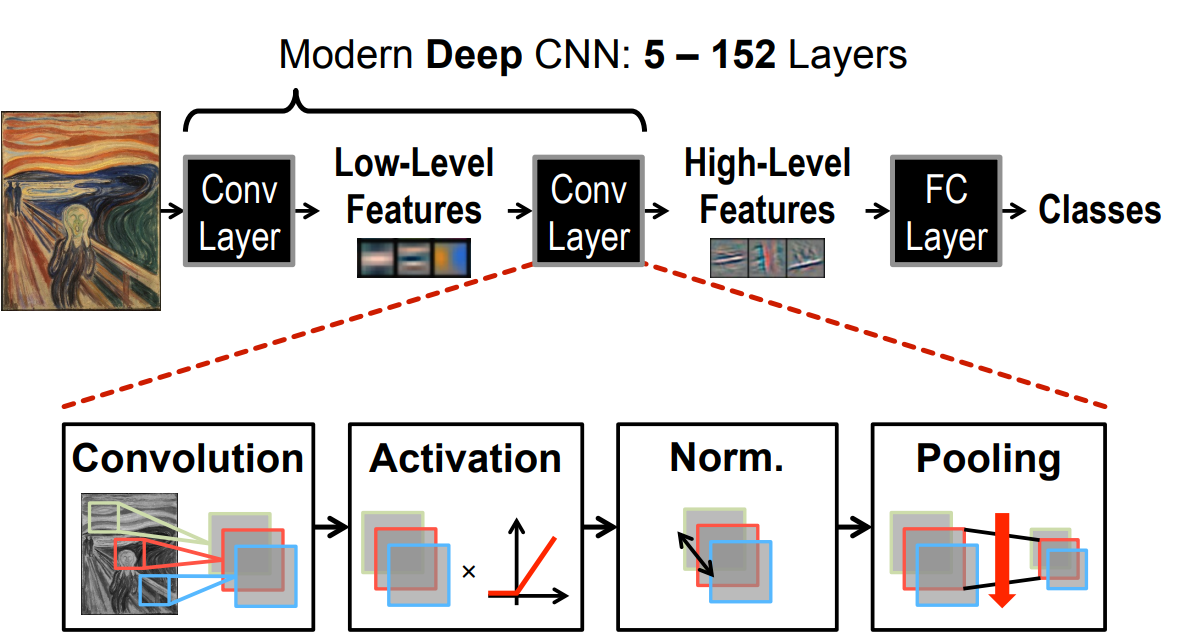 Modern Deep CNN: 5 – 152 Layers
Conv
Layer
Low-Level
Features
Conv
Layer
High-Level
Features
FC
Layer
Classes
Convolution
Activation
×
Norm.
Pooling